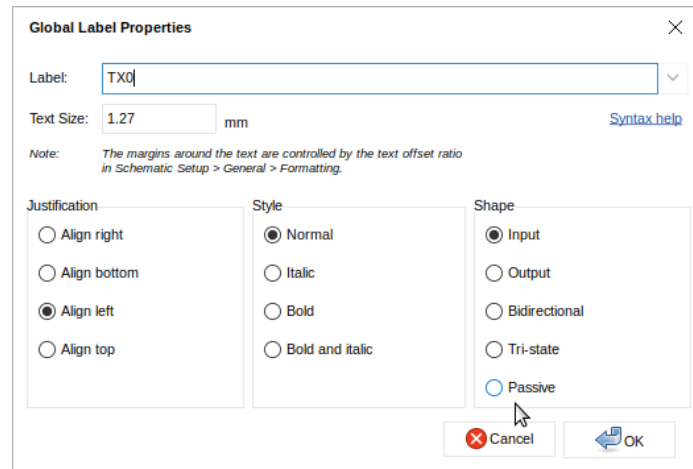 Global Label Properties
Label: TX0
Text Size: 1.27 mm Syntax help
Note: The margins around the text are controlled by the text offset ratio
in Schematic Setup > General > Formatting.
Justification
Align right
Align bottom
Align left
Align top
Style
Normal
Italic
Bold
Bold and italic
Shape
Input
Output
Bidirectional
Tri-state
Passive
Cancel OK